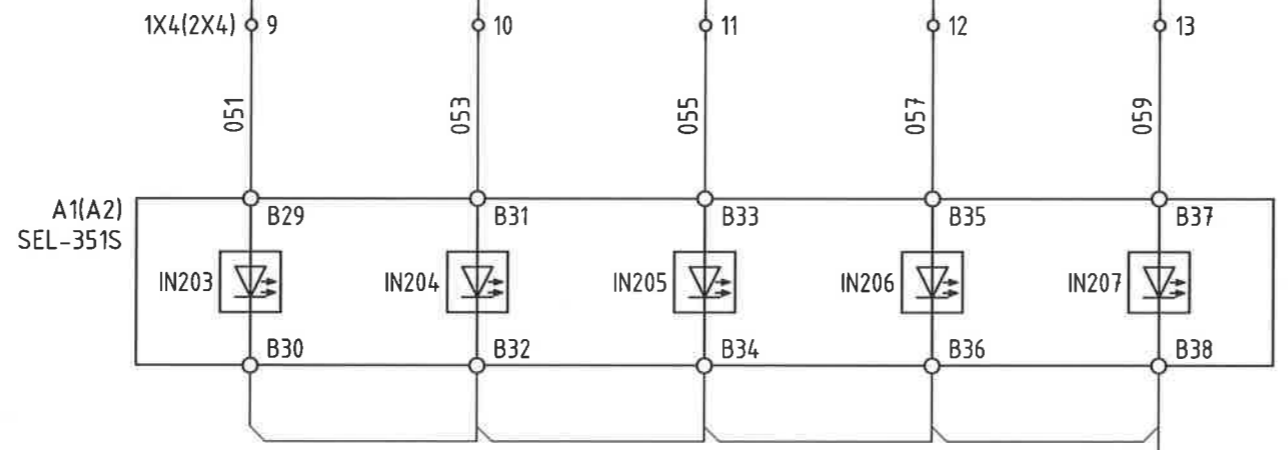 1X4(2X4) 9 10 11 12 13
051 053 055 057 059
A1(A2)
SEL-351S
B29 B31 B33 B35 B37
IN203 IN204 IN205 IN206 IN207
B30 B32 B34 B36 B38